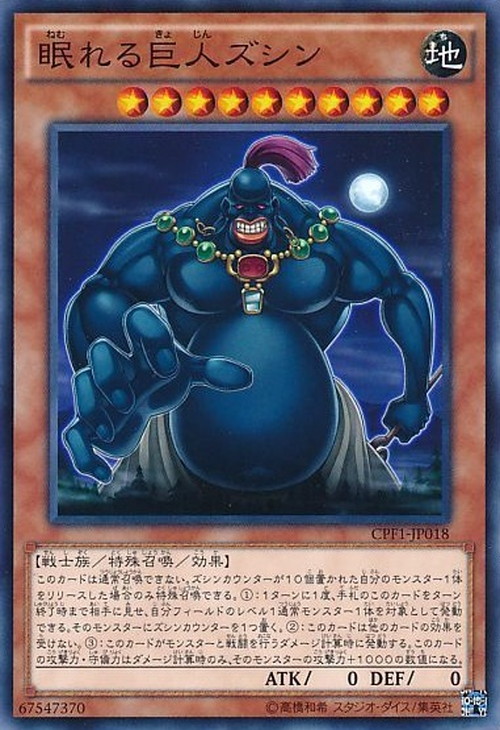 眠れる巨人ズシン
地
CPF1-JP018
【戦士族／特殊召喚／効果】
このカードは通常召喚できない。ズシンカウンターが10個置かれた自分のモンスター1体
をリリースした場合のみ特殊召喚できる。①：1ターンに1度、手札のこのカードをターン
終了時まで相手に見せ、自分フィールドのレベル1通常モンスター1体を対象として発動
できる。そのモンスターにズシンカウンターを1つ置く。②：このカードは他のカードの効果を
受けない。③：このカードがモンスターと戦闘を行うダメージ計算時に発動する。このカード
の攻撃力・守備力はダメージ計算時のみ、そのモンスターの攻撃力＋1000の数値になる。
ATK/ 0 DEF/ 0
67547370
©高橋和希 スタジオ・ダイス/集英社